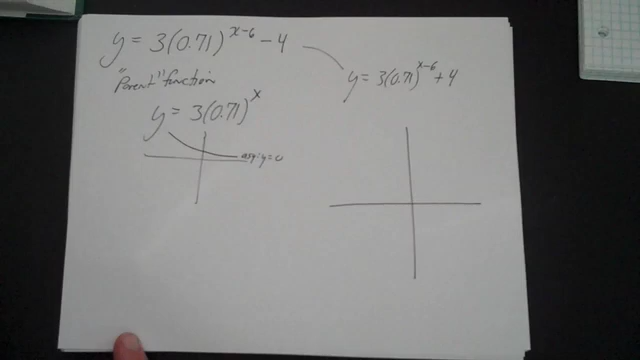 y = 3(0.71)^{x-6} - 4
"Parent" function
y = 3(0.71)^x
asy: y = 0
y = 3(0.71)^{x-6} + 4